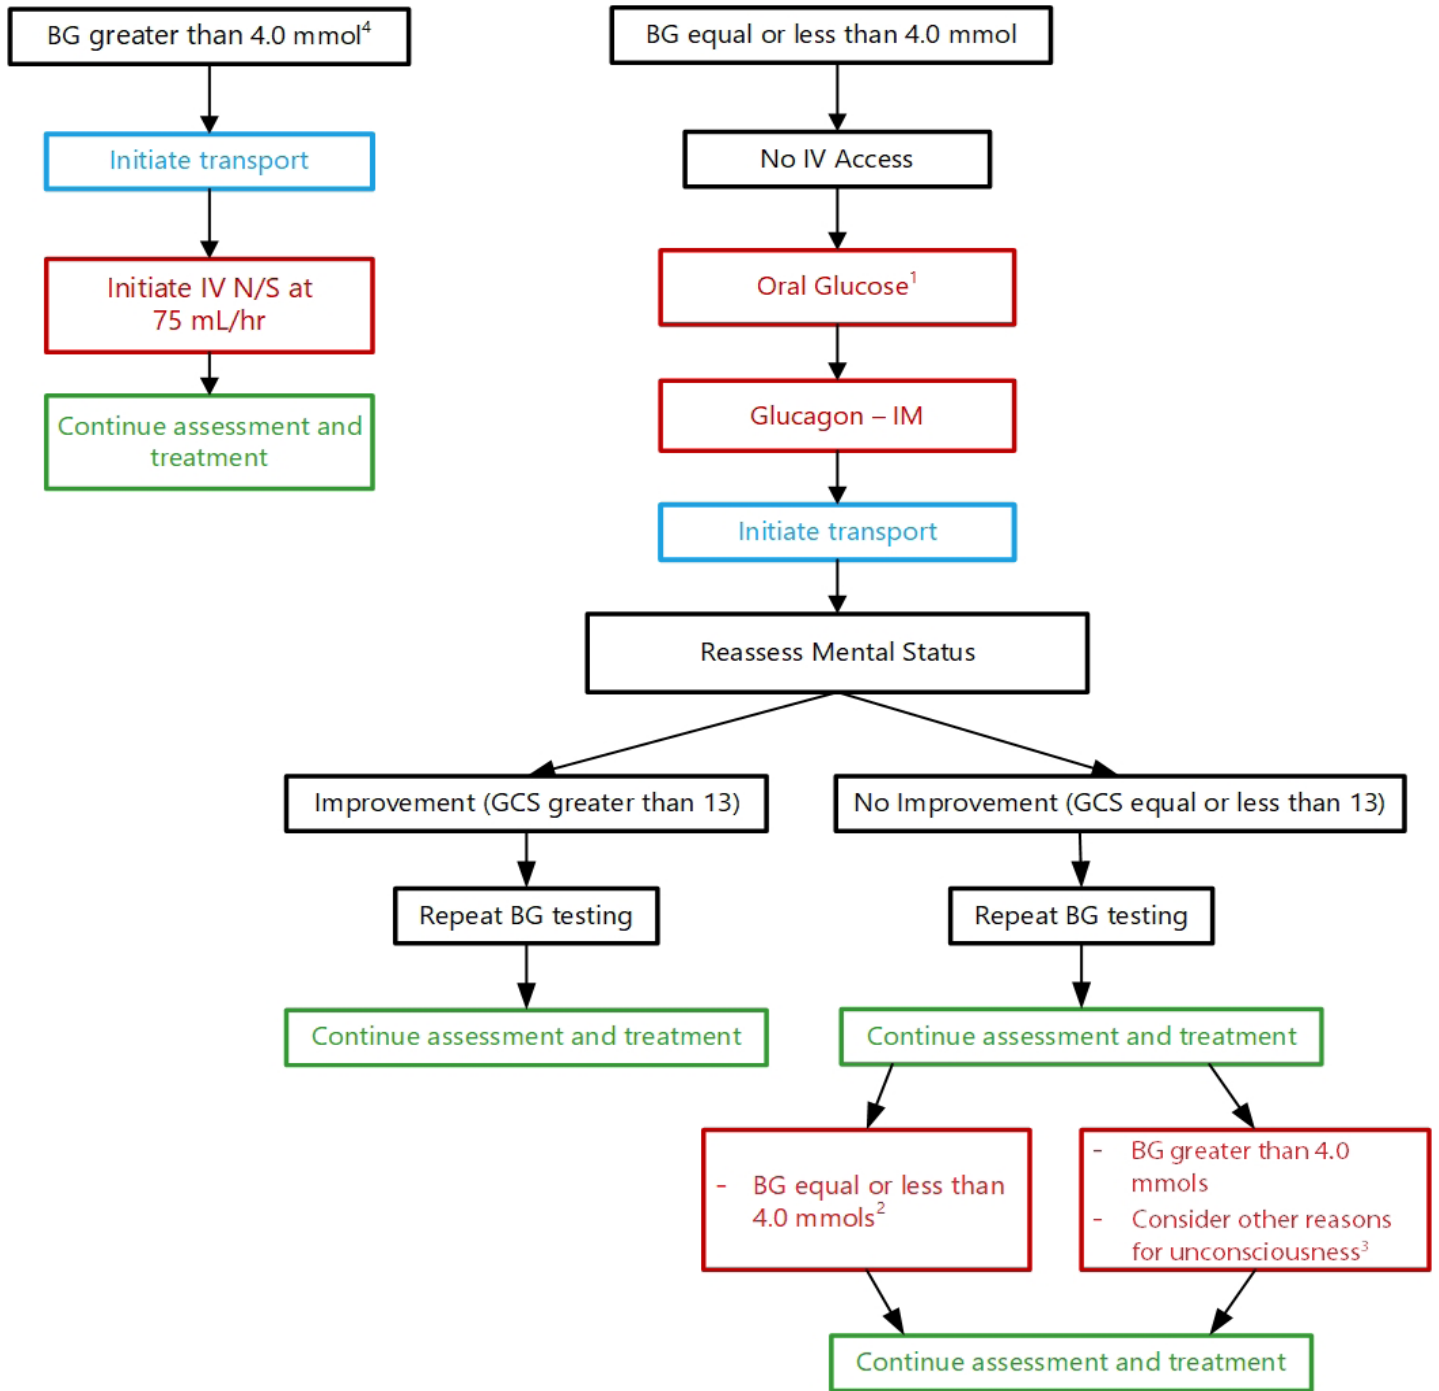 BG greater than 4.0 mmol⁴
Initiate transport
Initiate IV N/S at
75 mL/hr
Continue assessment and
treatment
BG equal or less than 4.0 mmol
No IV Access
Oral Glucose¹
Glucagon – IM
Initiate transport
Reassess Mental Status
Improvement (GCS greater than 13)
Repeat BG testing
Continue assessment and treatment
No Improvement (GCS equal or less than 13)
Repeat BG testing
Continue assessment and treatment
- BG equal or less than
4.0 mmols²
- BG greater than 4.0
mmols
- Consider other reasons
for unconsciousness³
Continue assessment and treatment